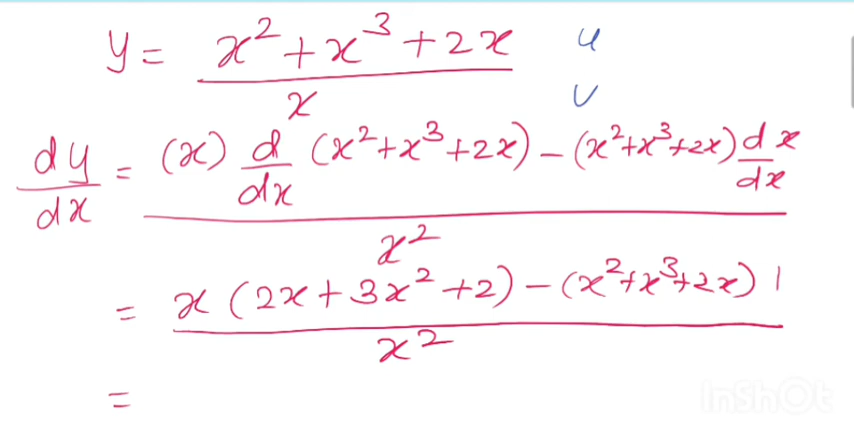 y = (x² + x³ + 2x) / x    u / v
dy/dx = ((x) d/dx (x² + x³ + 2x) − (x² + x³ + 2x) d x/dx) / x²
= (x (2x + 3x² + 2) − (x² + x³ + 2x) 1) / x²
=
InShOt